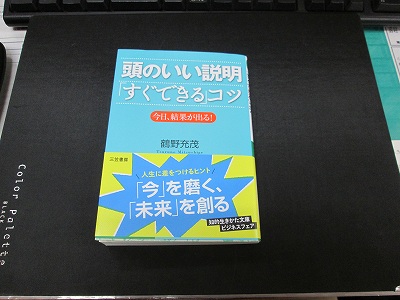 頭のいい説明
「すぐできる」コツ
今日、結果が出る!
鶴野充茂
Tsuruno Mitsushige
三笠書房
人生に差をつけるヒント
「今」を磨く、
「未来」を創る
知的生きかた文庫
ビジネスフェア
Color Palette
BLACK